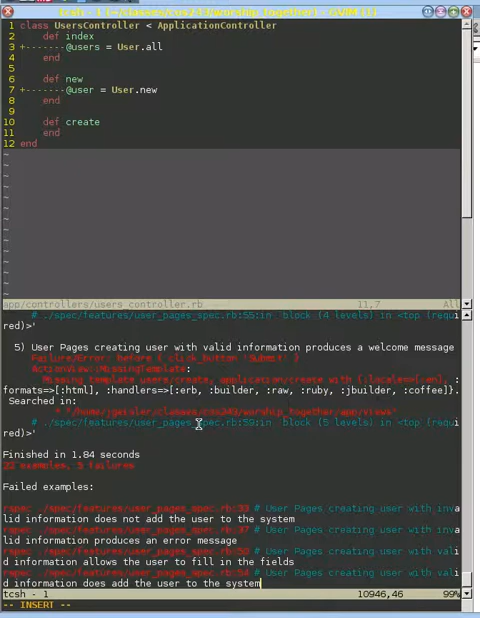 1 class UsersController < ApplicationController
2 def index
3 +-------@users = User.all
4 end
5
6 def new
7 +-------@user = User.new
8 end
9
10 def create
11 end
12 end
~
~
~
~
~
~
~
~
~
~
~
~
~
~
app/controllers/users_controller.rb 11,7 All
# ./spec/features/user_pages_spec.rb:55:in block (4 levels) in <top (requi
red)>'
5) User Pages creating user with valid information produces a welcome message
Failure/Error: before { click_button 'Submit' }
ActionView::MissingTemplate:
Missing template users/create, application/create with {:locale=>[:en], :
formats=>[:html], :handlers=>[:erb, :builder, :raw, :ruby, :jbuilder, :coffee]}.
Searched in:
# ./spec/features/user_pages_spec.rb:59:in block (5 levels) in <top (requi
red)>'
Finished in 1.84 seconds
examples, 5 failures
Failed examples:
rspec ./spec/features/user_pages_spec.rb:33 # User Pages creating user with inva
lid information does not add the user to the system
rspec ./spec/features/user_pages_spec.rb:37 # User Pages creating user with inva
lid information produces an error message
rspec ./spec/features/user_pages_spec.rb:50 # User Pages creating user with vali
d information allows the user to fill in the fields
rspec ./spec/features/user_pages_spec.rb:54 # User Pages creating user with vali
d information does add the user to the system
tcsh - 1 10946,46 99%
-- INSERT --